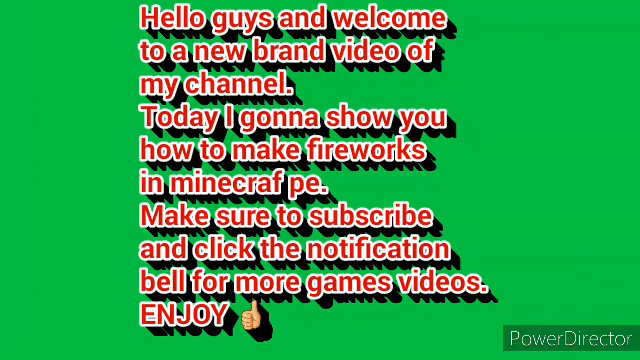 Hello guys and welcome
to a new brand video of
my channel.
Today I gonna show you
how to make fireworks
in minecraf pe.
Make sure to subscribe
and click the notification
bell for more games videos.
ENJOY 👍
PowerDirector